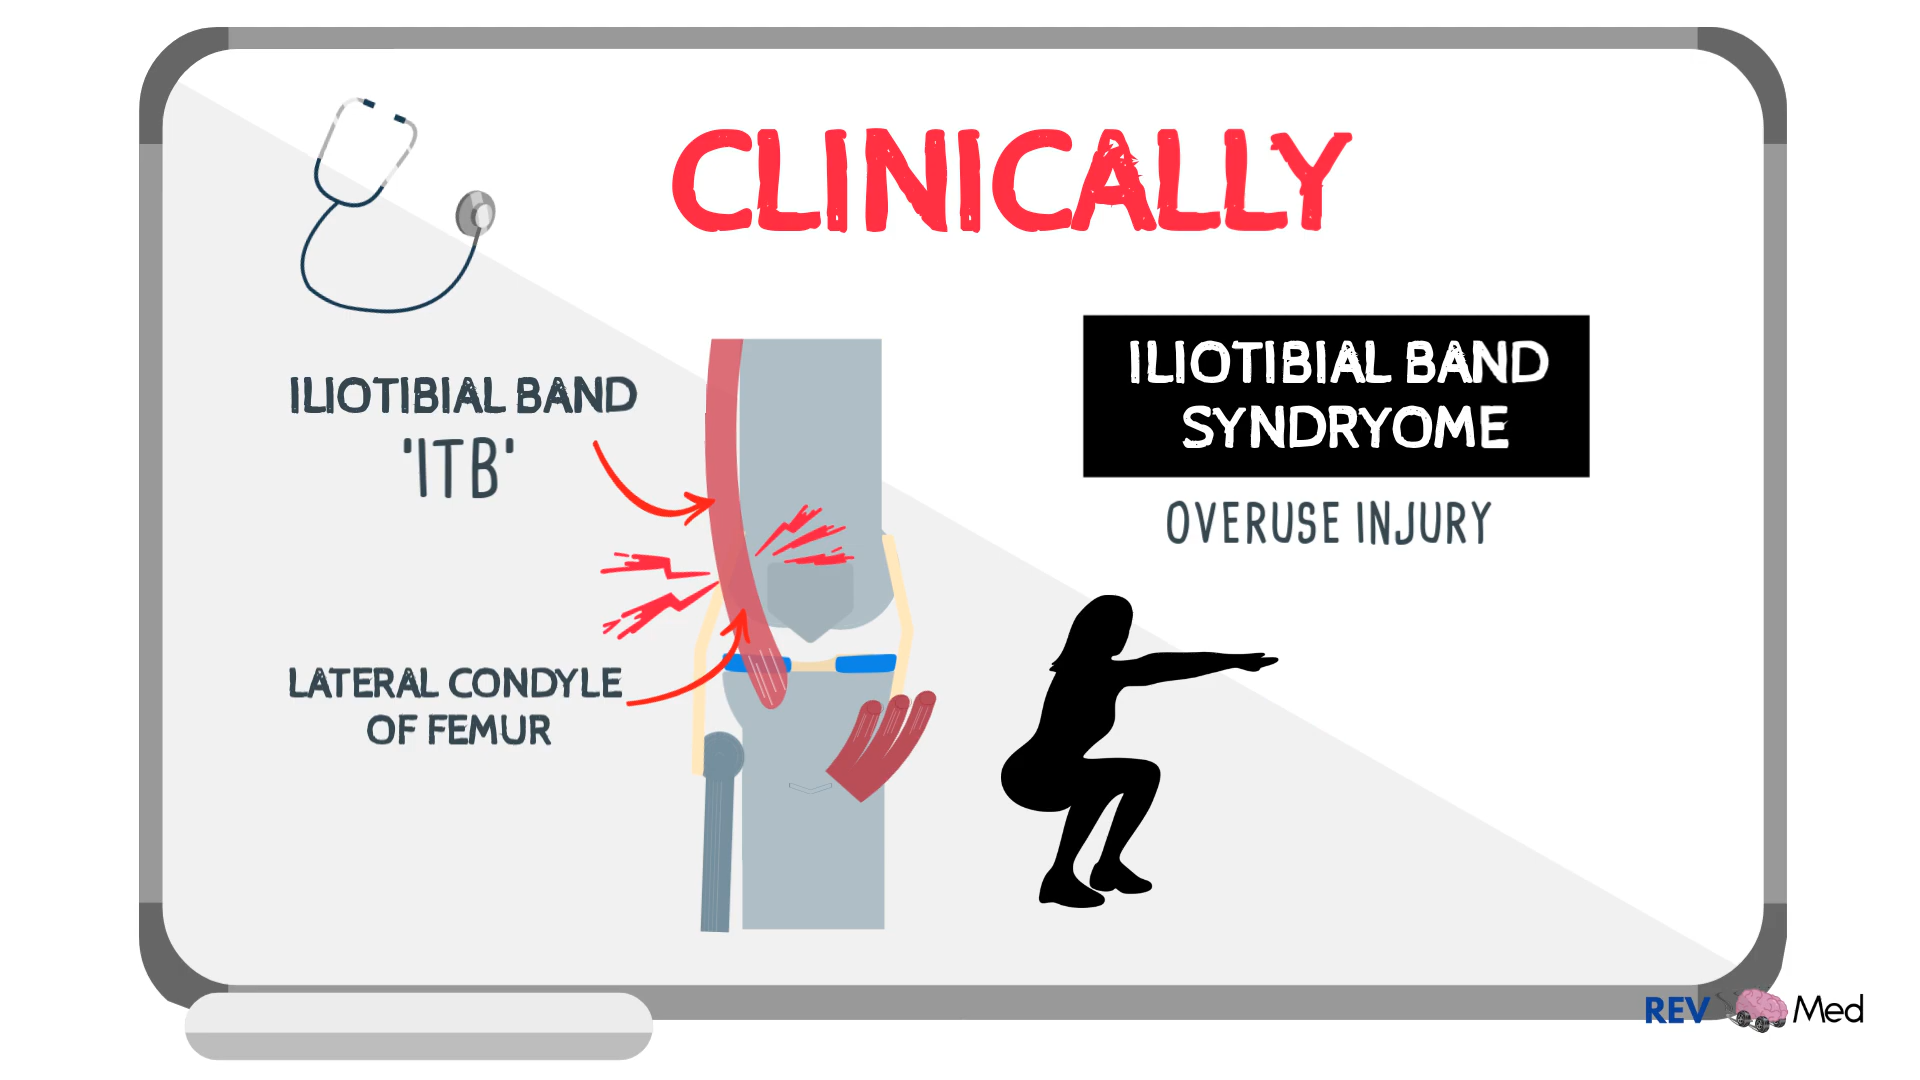 CLINICALLY
ILIOTIBIAL BAND
'ITB'
LATERAL CONDYLE
OF FEMUR
ILIOTIBIAL BAND
SYNDRYOME
OVERUSE INJURY
REV Med